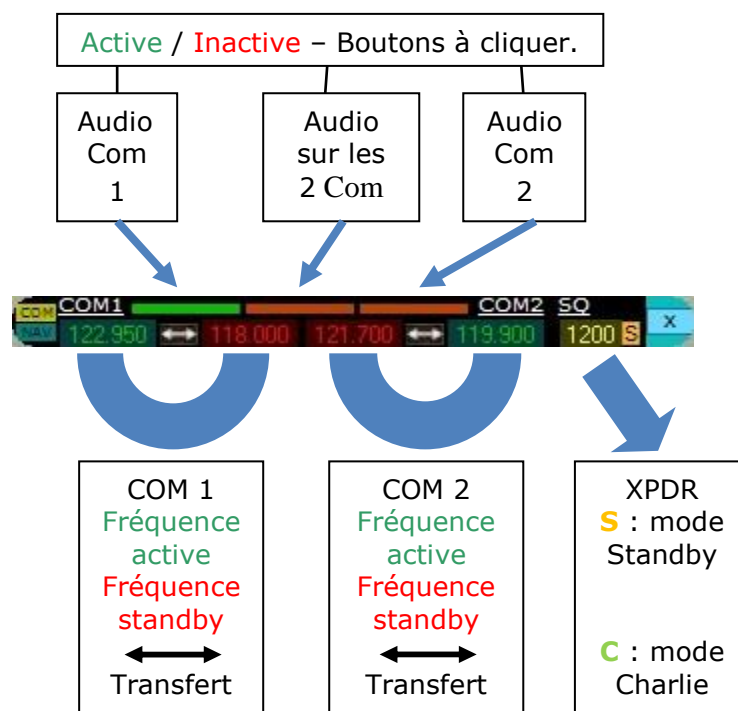 Active / Inactive – Boutons à cliquer.
Audio
Com
1
Audio
sur les
2 Com
Audio
Com
2
COM COM1 COM2 SQ X
NAV 122.950 118.000 121.700 119.900 1200 S
COM 1
Fréquence
active
Fréquence
standby
Transfert
COM 2
Fréquence
active
Fréquence
standby
Transfert
XPDR
S : mode
Standby
C : mode
Charlie